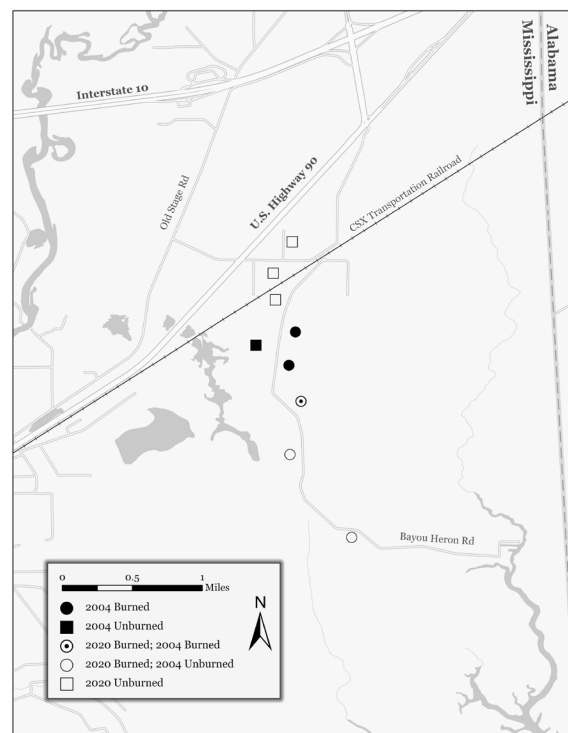 Alabama
Mississippi
Interstate 10
U.S. Highway 90
Old Stage Rd
CSX Transportation Railroad
Bayou Heron Rd
0 0.5 1
Miles
N
2004 Burned
2004 Unburned
2020 Burned; 2004 Burned
2020 Burned; 2004 Unburned
2020 Unburned